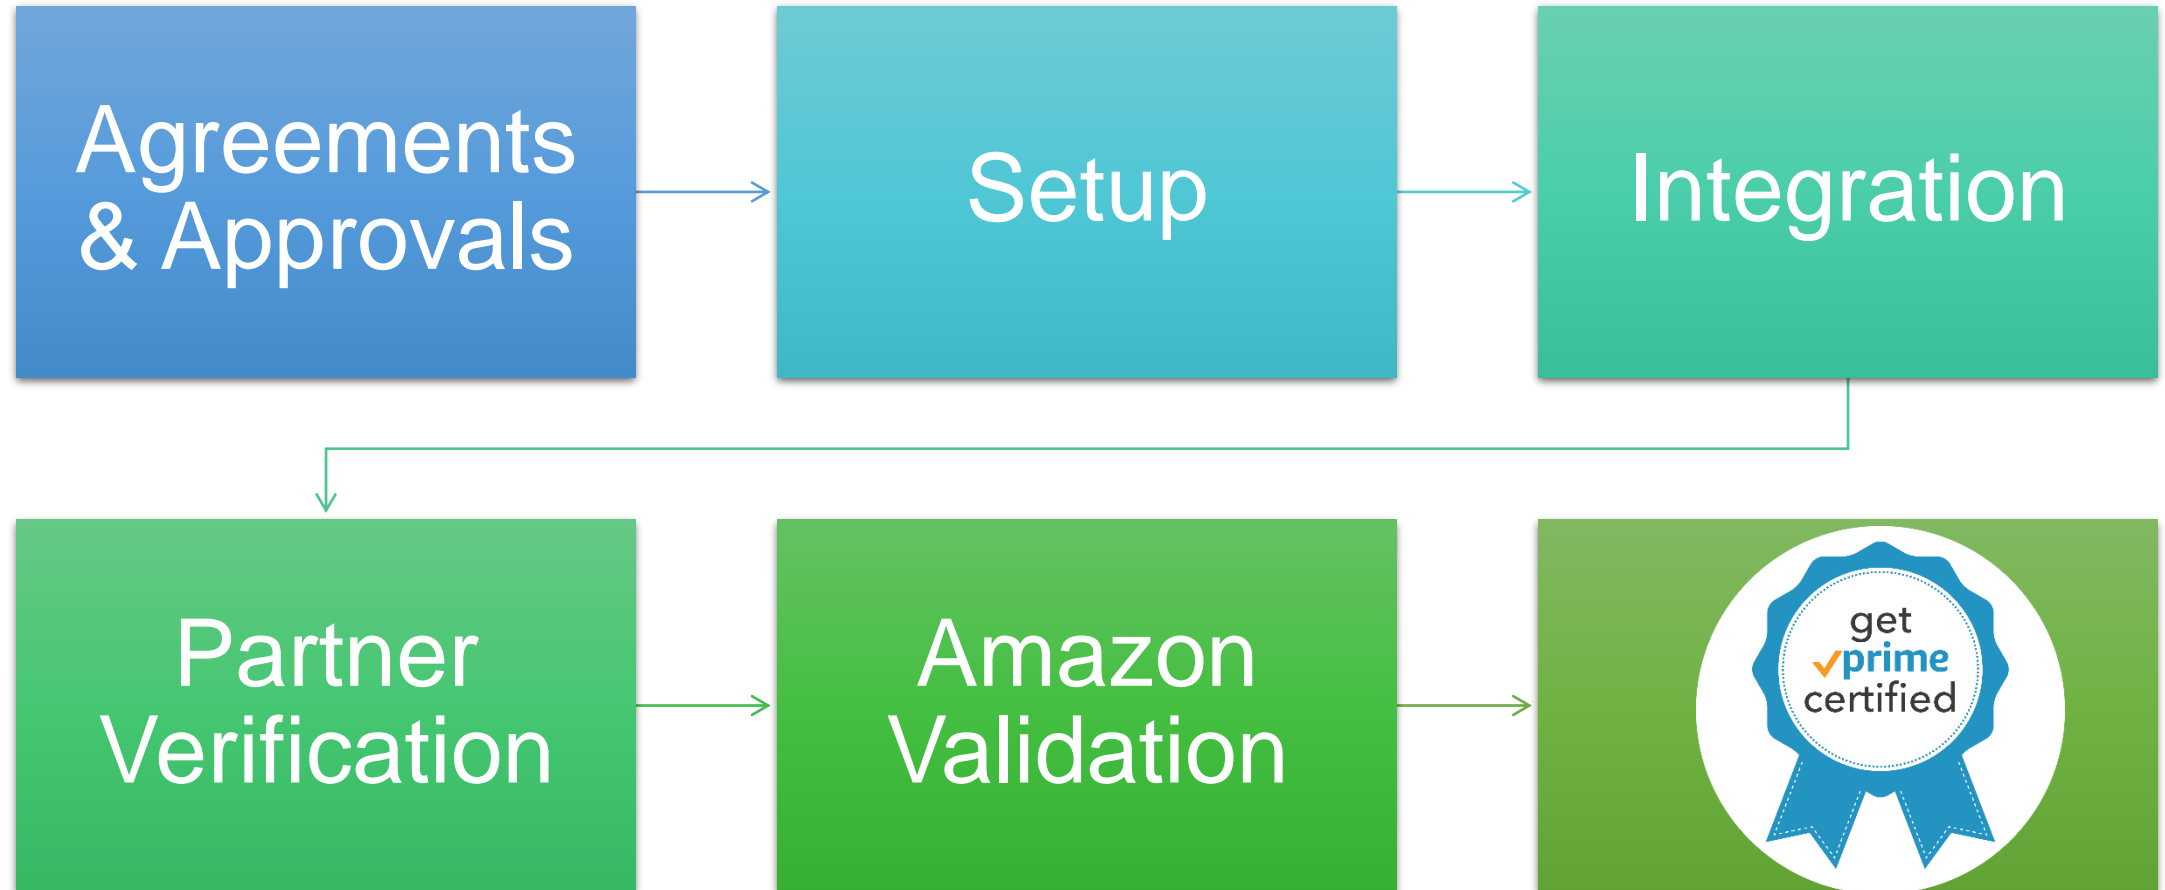 Agreements
& Approvals
Setup
Integration
Partner
Verification
Amazon
Validation
get
prime
certified